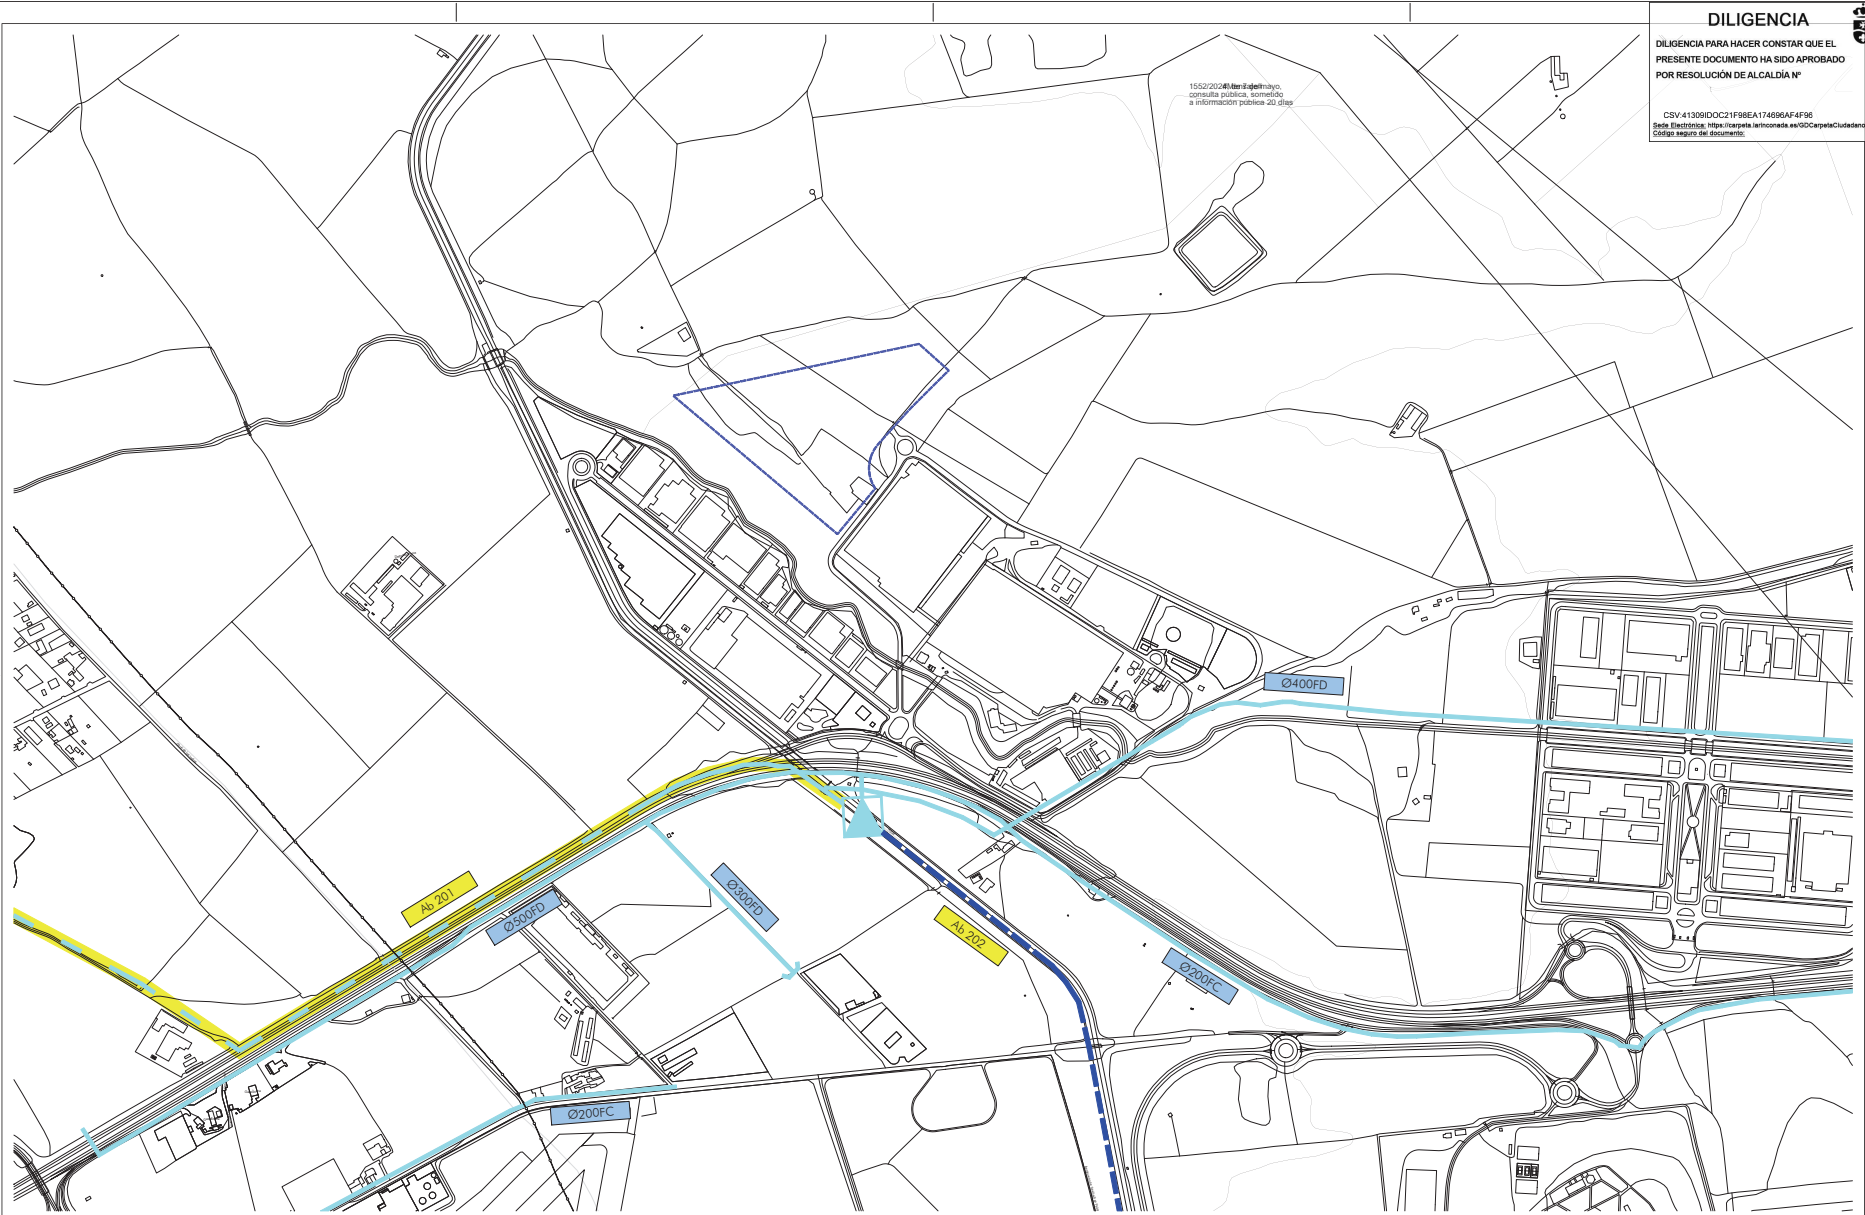 DILIGENCIA
DILIGENCIA PARA HACER CONSTAR QUE EL
PRESENTE DOCUMENTO HA SIDO APROBADO
POR RESOLUCIÓN DE ALCALDÍA Nº
CSV:41309IDOC21F98EA174696AF4F96
Sede Electrónica: https://carpeta.larinconada.es/GDCarpetaCiudadano
Código seguro del documento:
mayo,
consulta pública, sometido
a información pública 20 días
Ø400FD
Ab 201
Ø500FD
Ø300FD
Ab 202
Ø200FC
Ø200FC